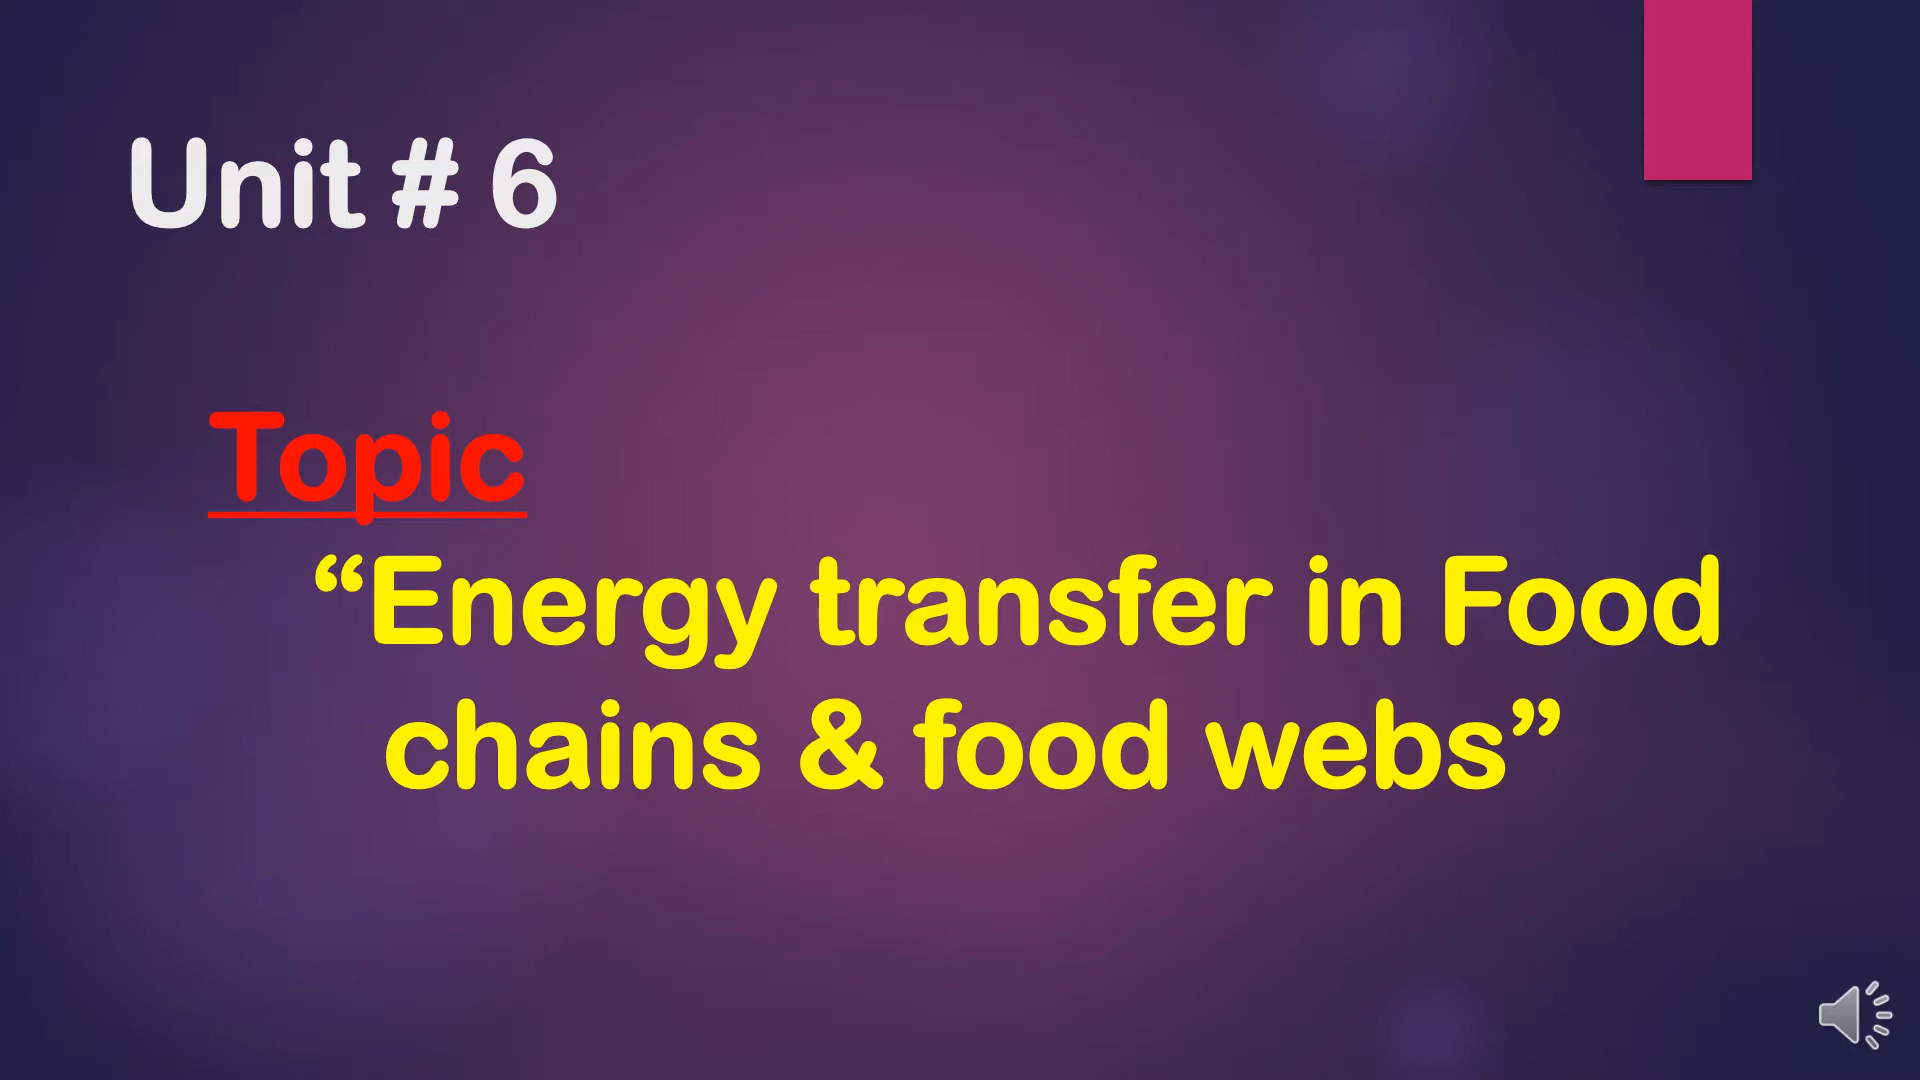 Unit # 6
Topic
“Energy transfer in Food
chains & food webs”